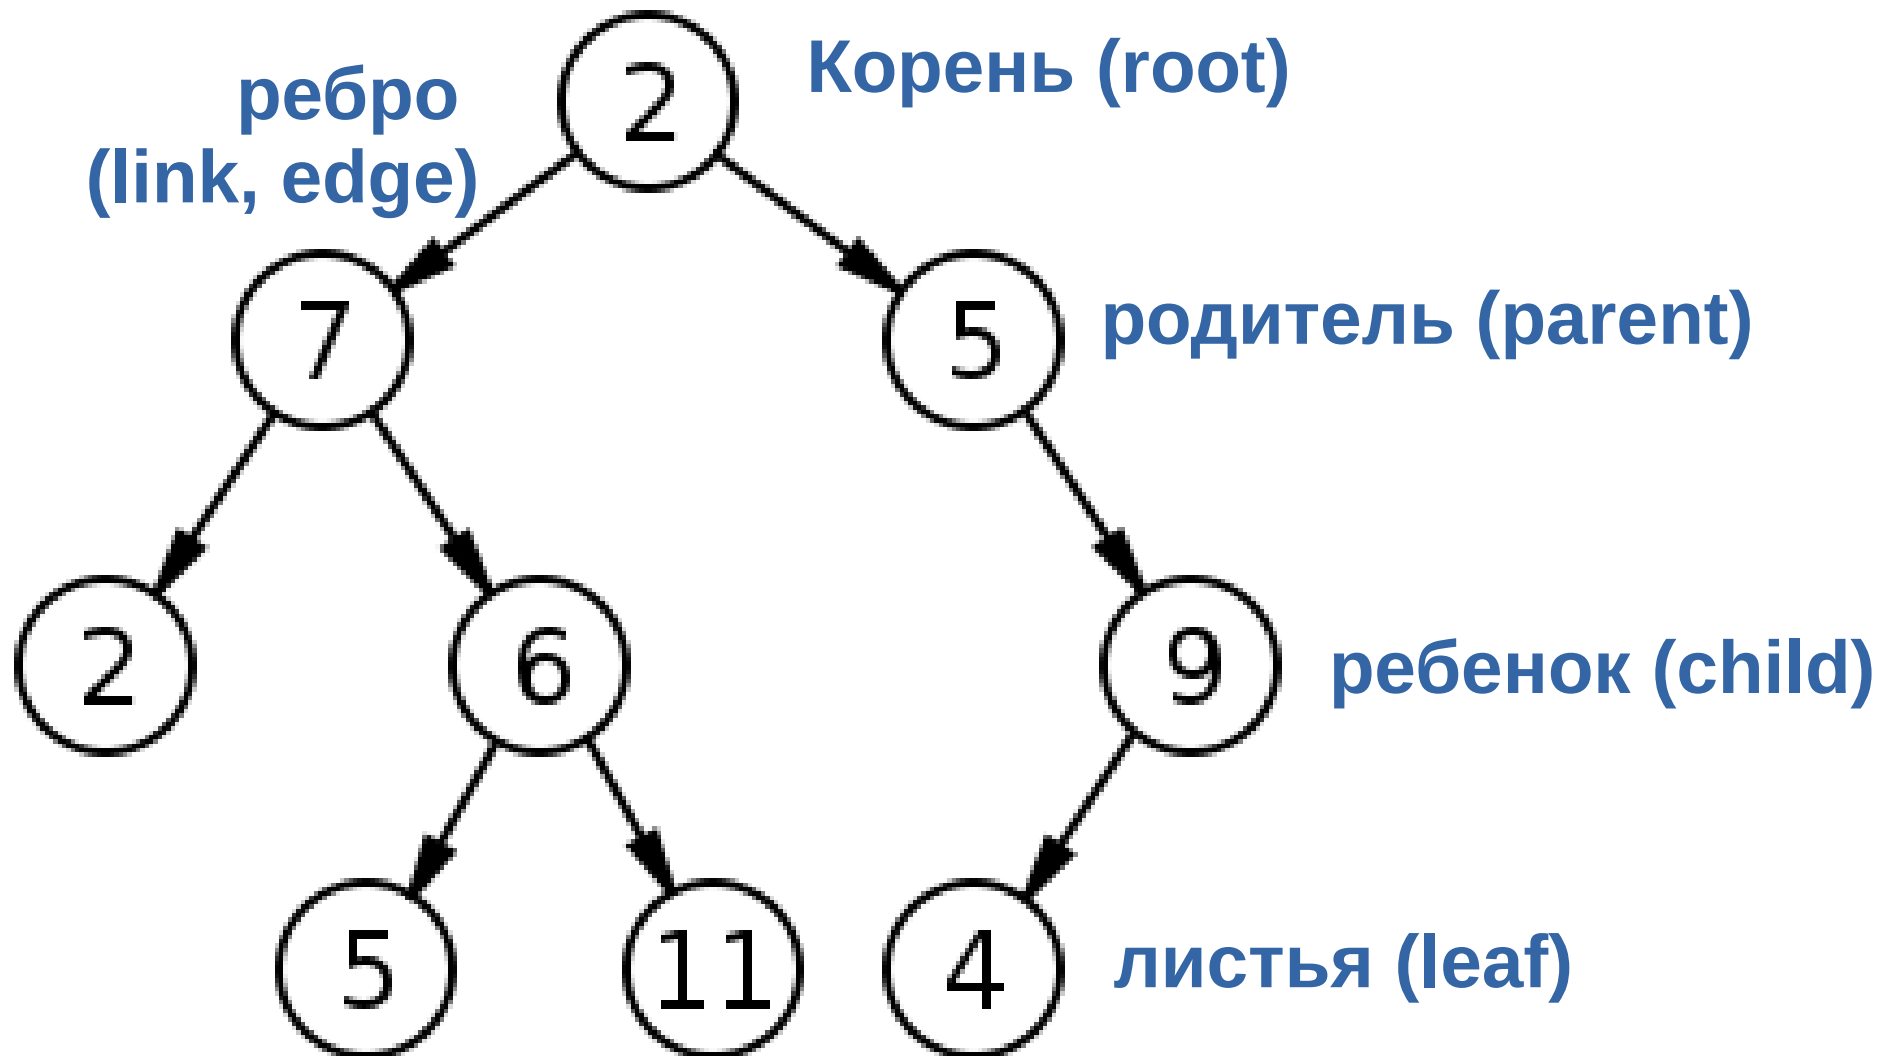 Корень (root)
ребро
(link, edge)
2
7
5
родитель (parent)
2
6
9
ребенок (child)
5
11
4
листья (leaf)